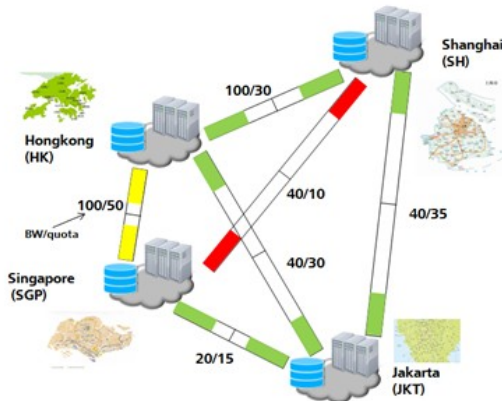 Shanghai
(SH)
100/30
Hongkong
(HK)
100/50
40/10
40/35
BW/quota
40/30
Singapore
(SGP)
20/15
Jakarta
(JKT)